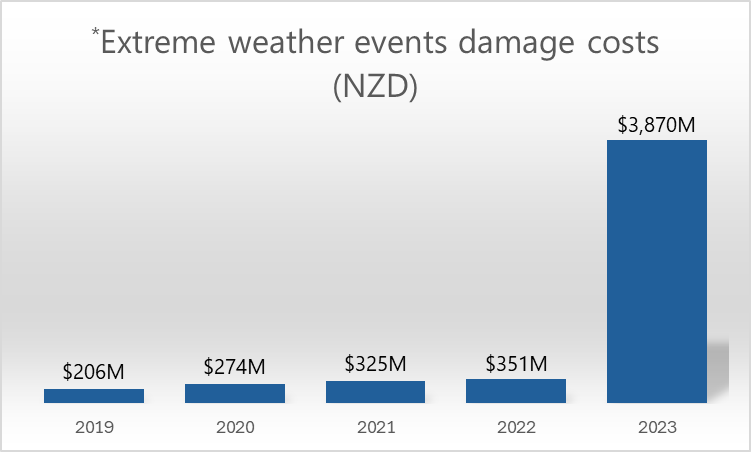 *Extreme weather events damage costs
(NZD)
$3,870M
$206M
$274M
$325M
$351M
2019
2020
2021
2022
2023